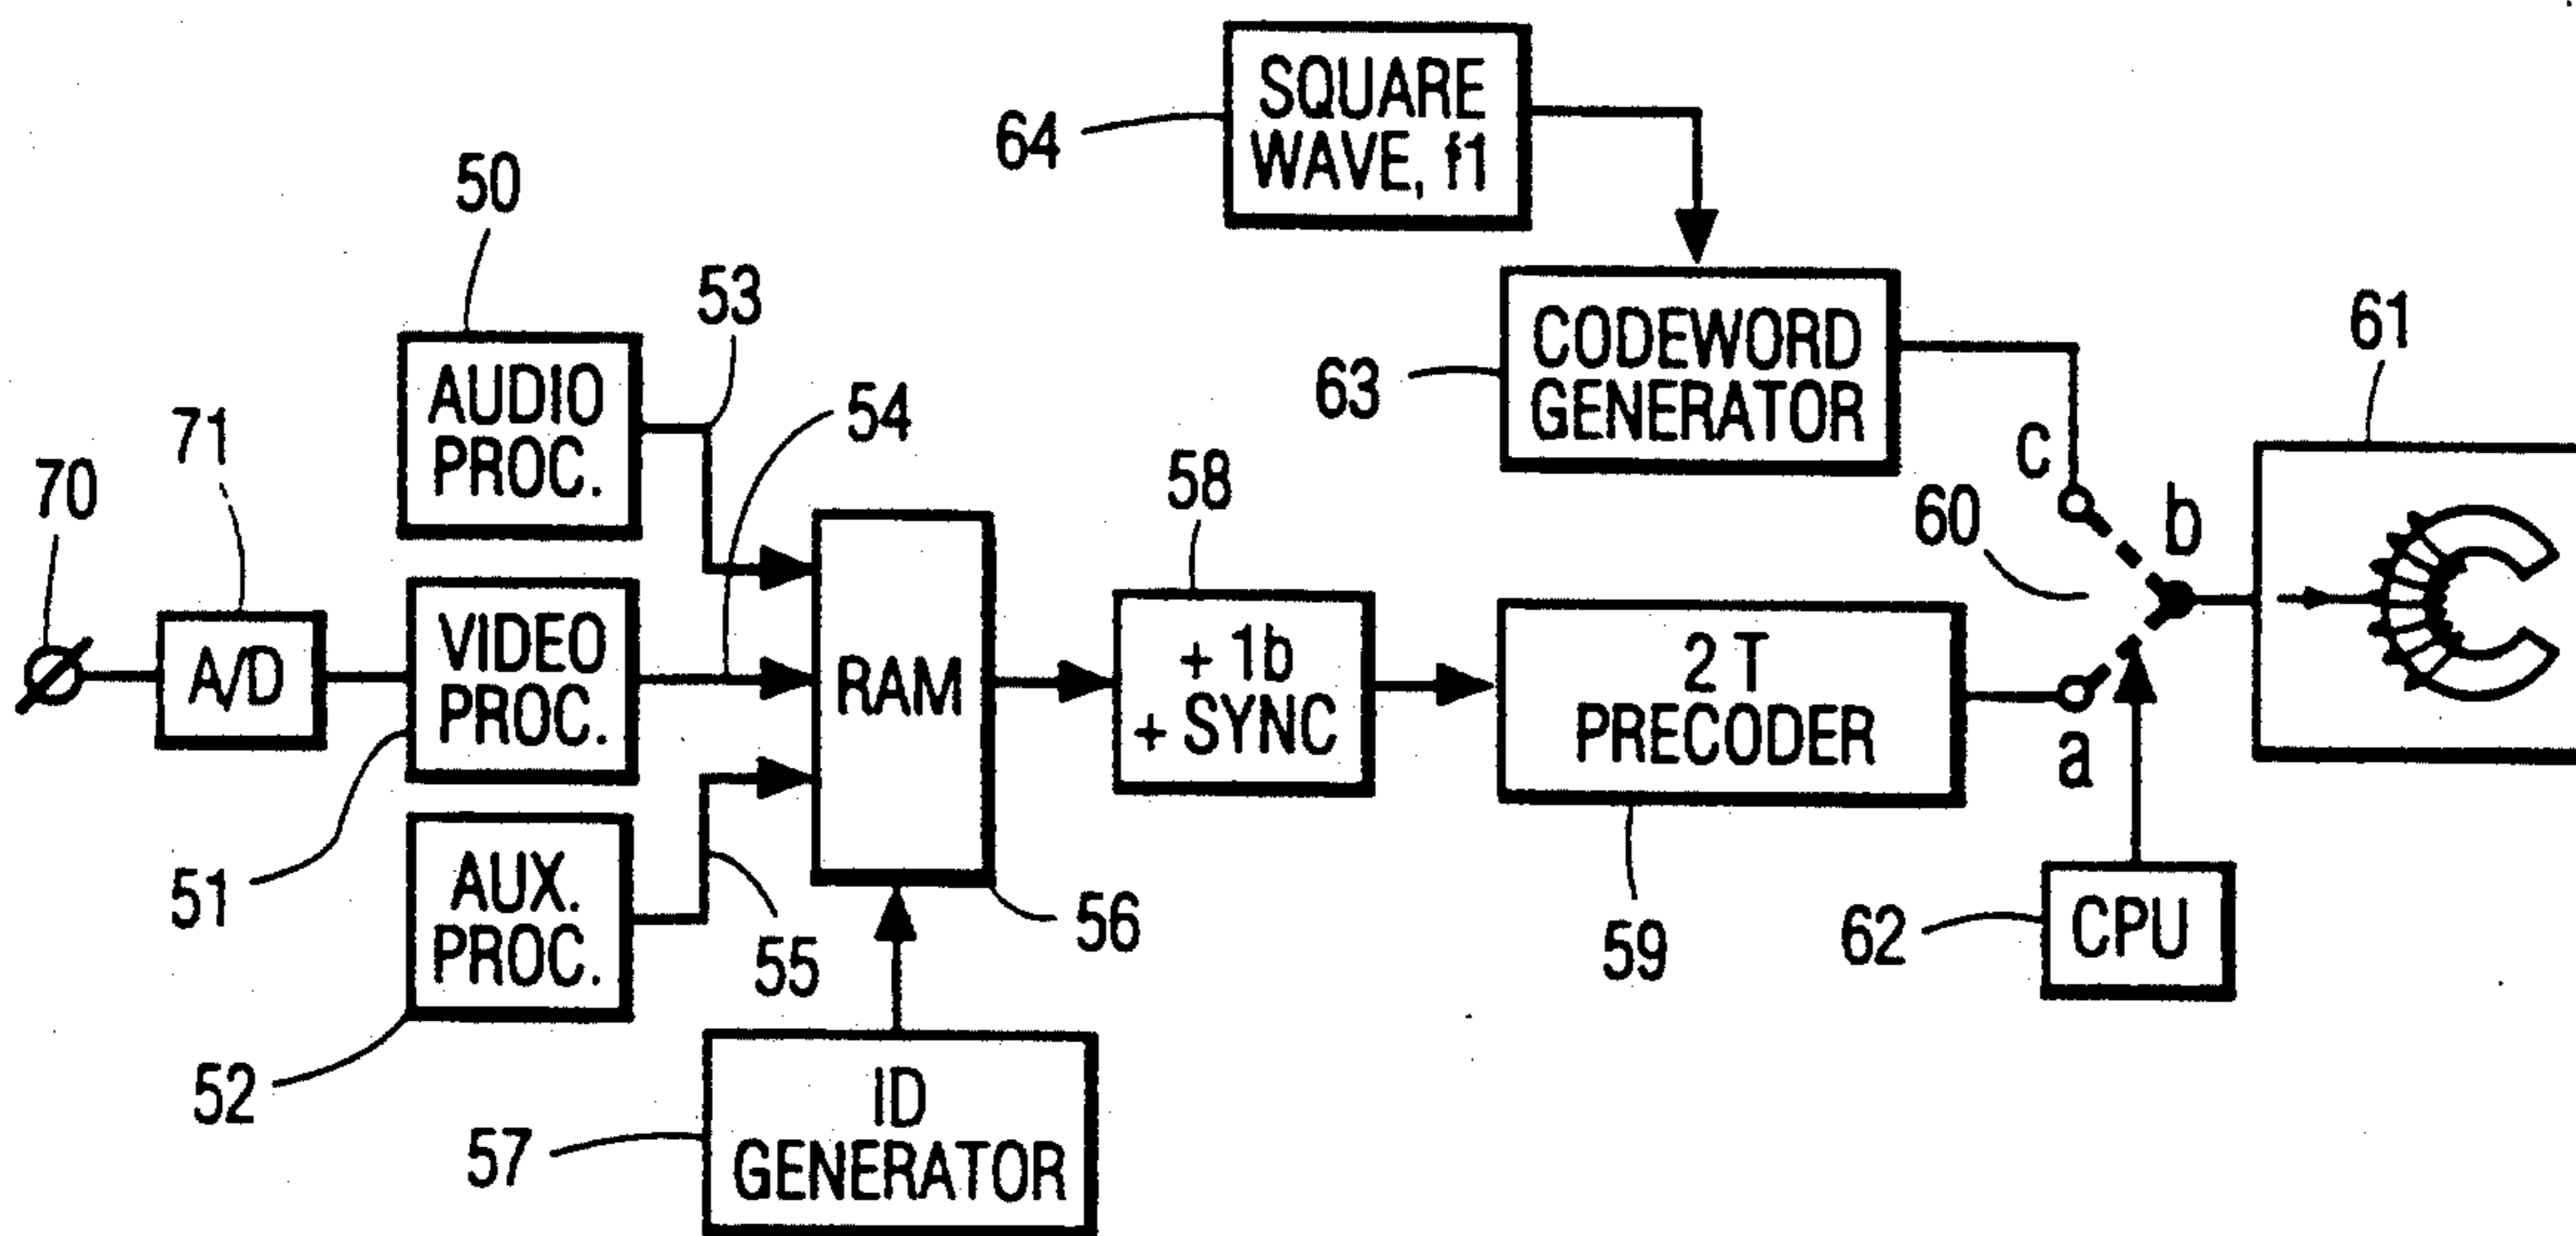 64
SQUARE
WAVE, f1
50
53
AUDIO
PROC.
54
63
CODEWORD
GENERATOR
61
70
71
A/D
VIDEO
PROC.
51
RAM
58
+ 1b
+ SYNC
2 T
PRECODER
59
60
c
b
a
AUX.
PROC.
52
55
56
62
CPU
57
ID
GENERATOR